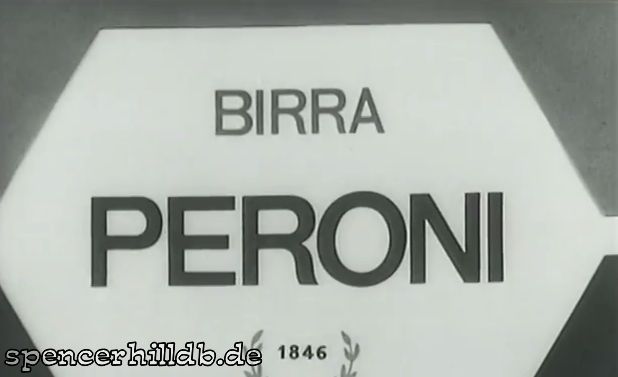 BIRRA
PERONI
1846
spencerhilldb.de